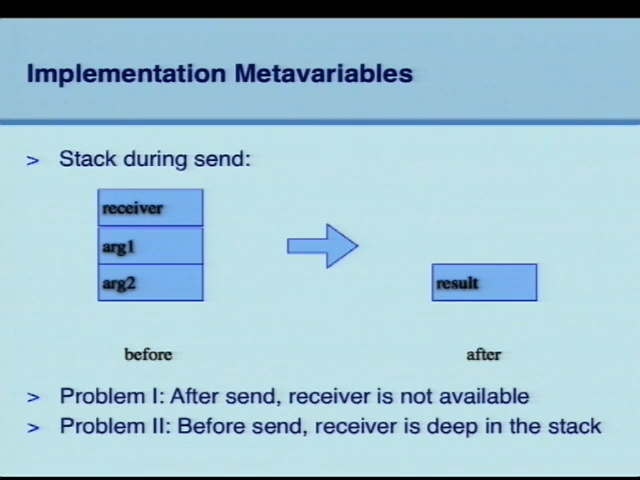 Implementation Metavariables
> Stack during send:
receiver
arg1
arg2
result
before
after
> Problem I: After send, receiver is not available
> Problem II: Before send, receiver is deep in the stack